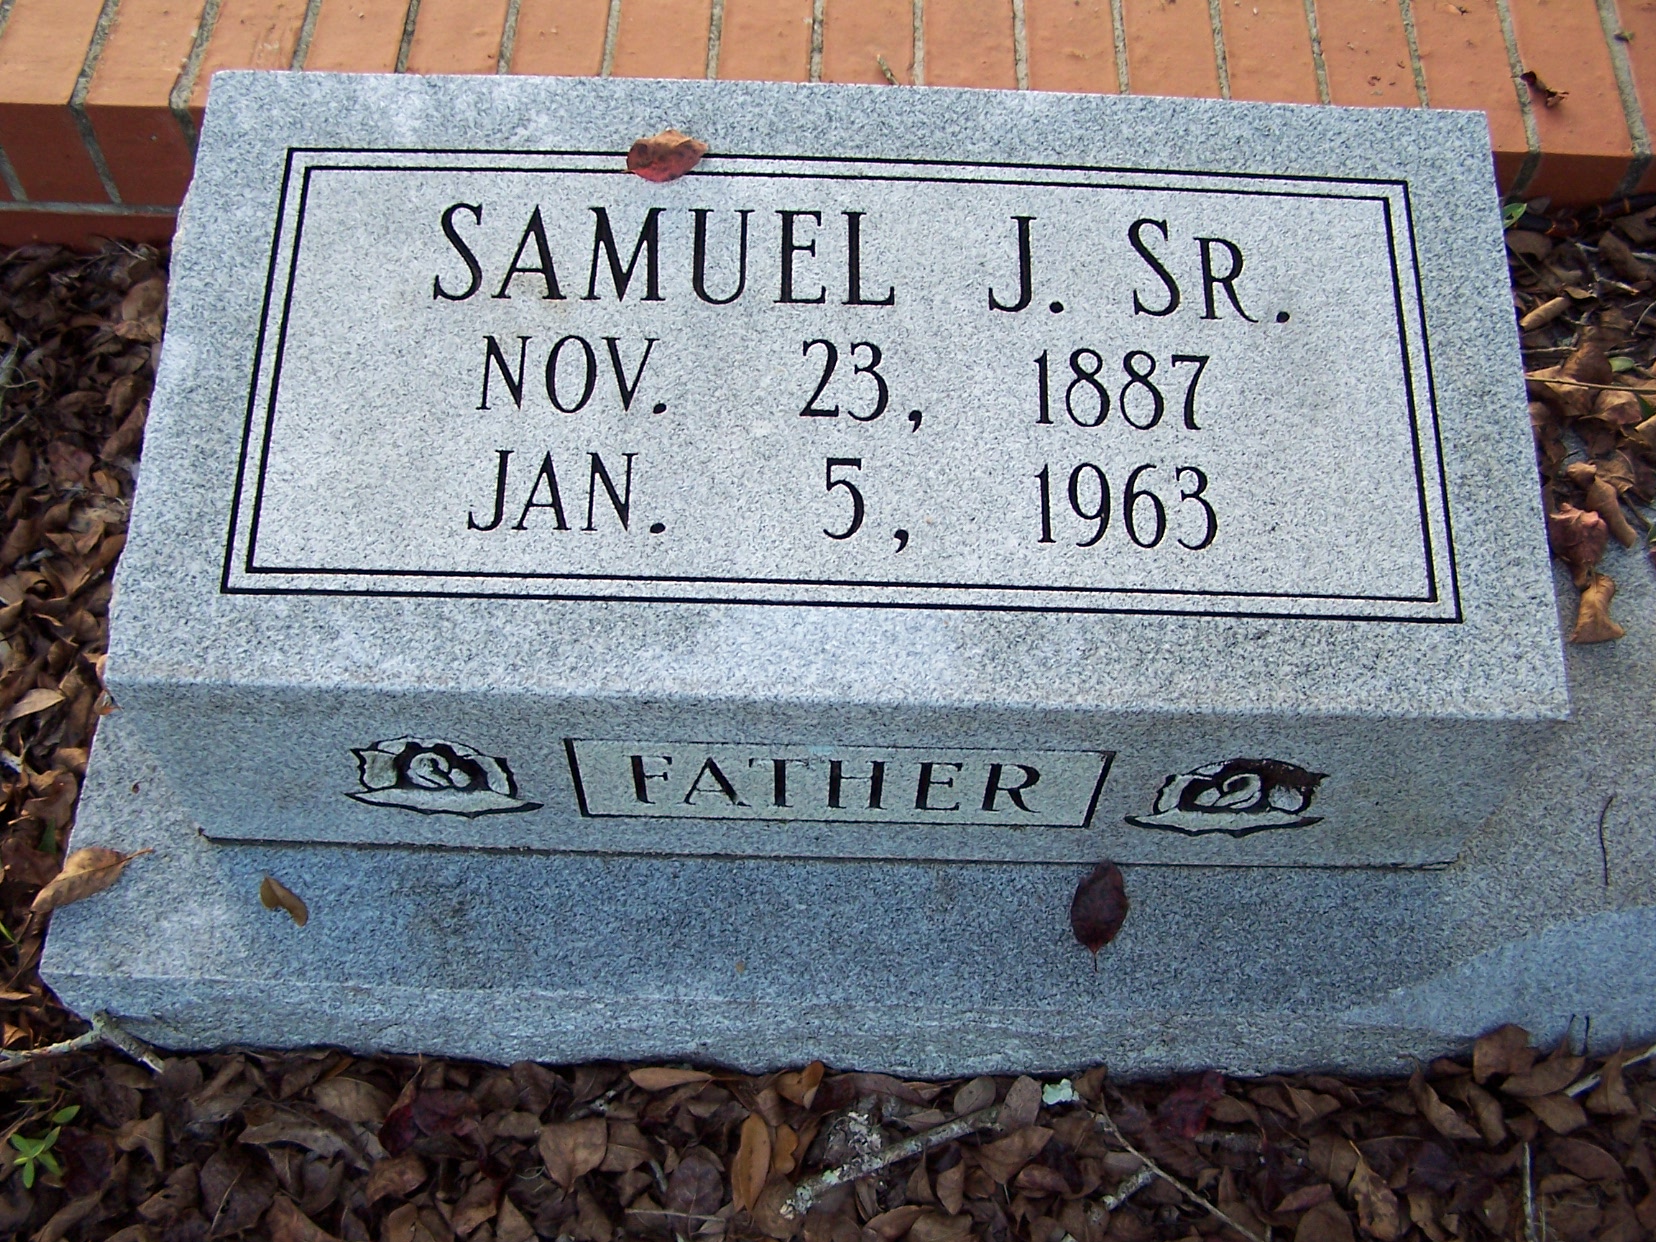 SAMUEL J. SR.
NOV. 23, 1887
JAN. 5, 1963
FATHER